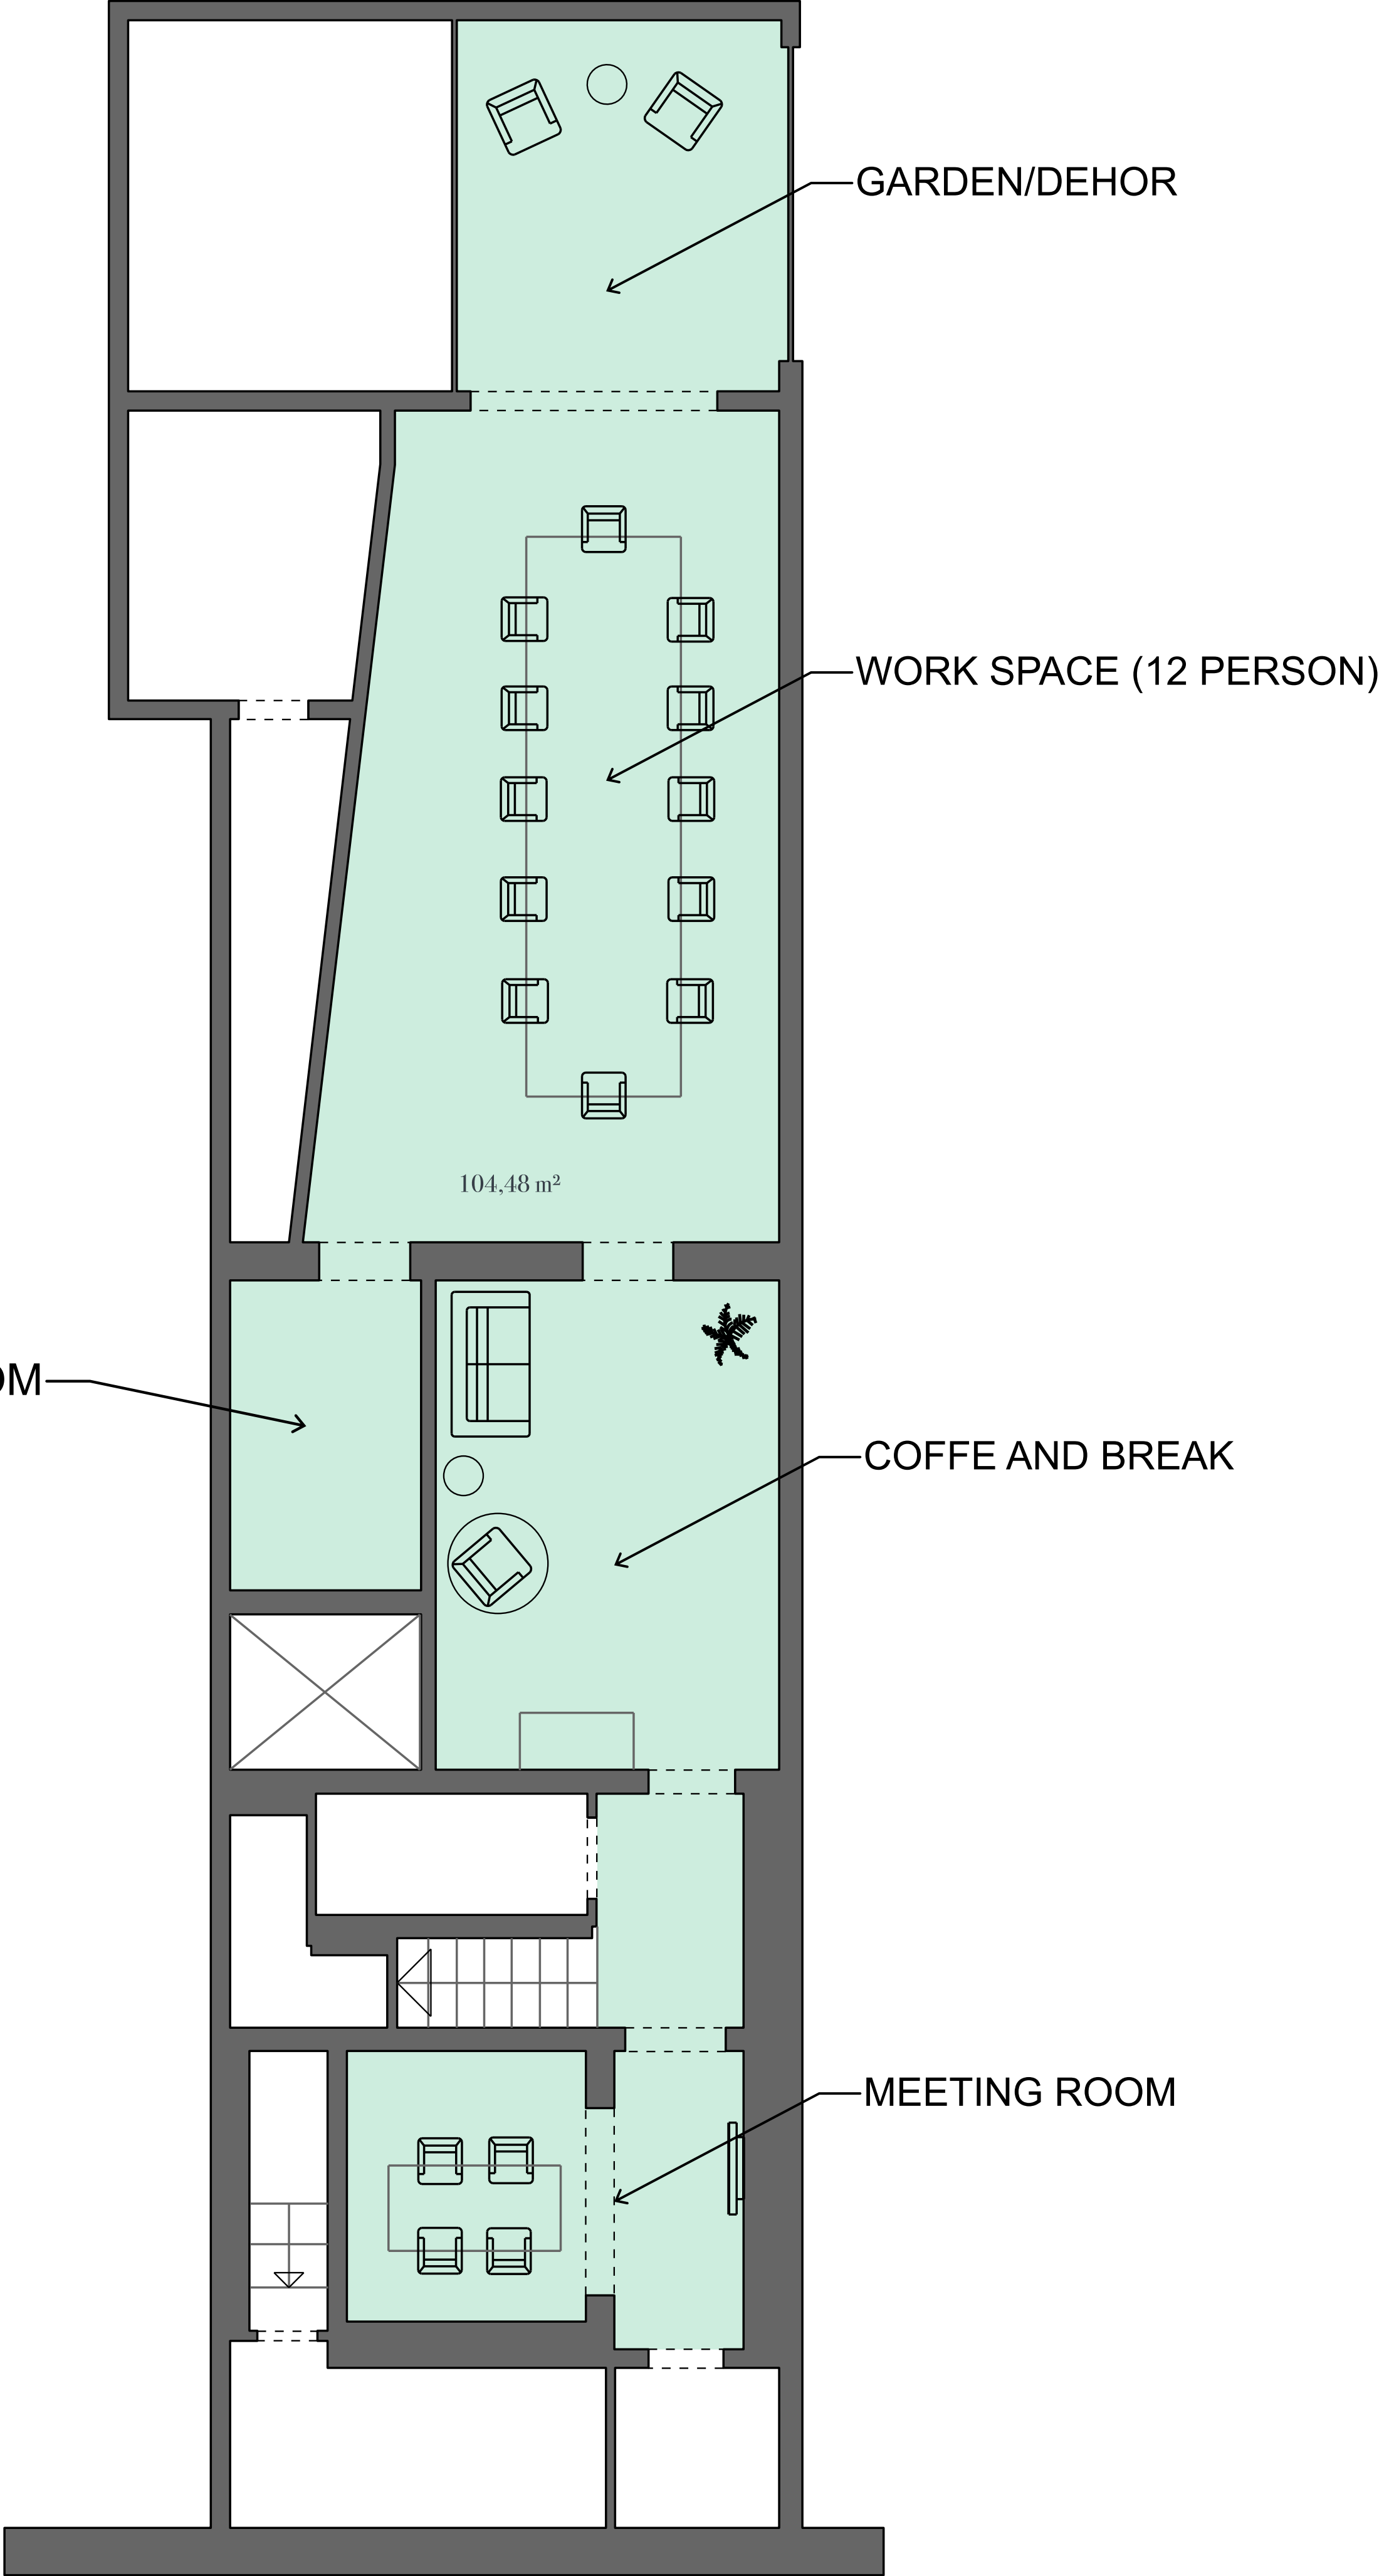 GARDEN/DEHOR
WORK SPACE (12 PERSON)
104,48 m²
COFFE AND BREAK
MEETING ROOM